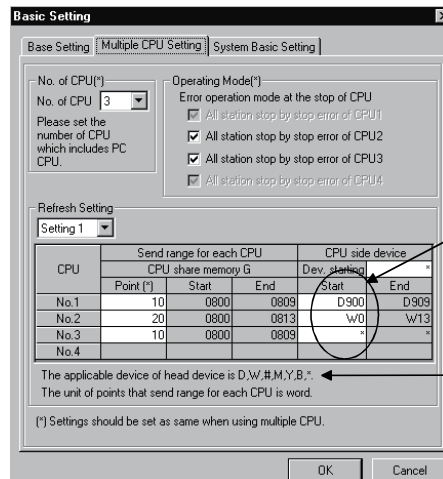 Basic Setting
Base Setting Multiple CPU Setting System Basic Setting
No. of CPU(*)
No. of CPU 3
Please set the
number of CPU
which includes PC
CPU.
Operating Mode(*)
Error operation mode at the stop of CPU
All station stop by stop error of CPU1
All station stop by stop error of CPU2
All station stop by stop error of CPU3
All station stop by stop error of CPU4
Refresh Setting
Setting 1
CPU Send range for each CPU CPU side device
CPU share memory G Dev. starting *
Point (*) Start End Start End
No.1 10 0800 0809 D900 D909
No.2 20 0800 0813 W0 W13
No.3 10 0800 0809 * *
No.4
The applicable device of head device is D,W,#,M,Y,B,*.
The unit of points that send range for each CPU is word.
(*) Settings should be set as same when using multiple CPU.
OK Cancel